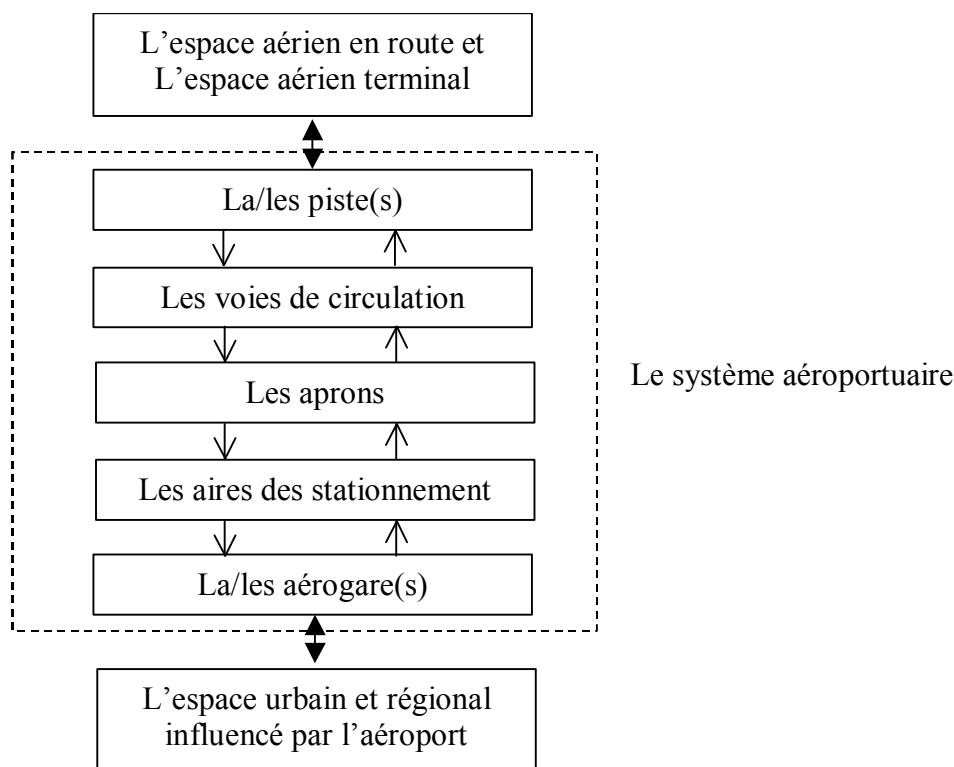 L’espace aérien en route et
L’espace aérien terminal
La/les piste(s)
Les voies de circulation
Les aprons
Le système aéroportuaire
Les aires des stationnement
La/les aérogare(s)
L’espace urbain et régional
influencé par l’aéroport